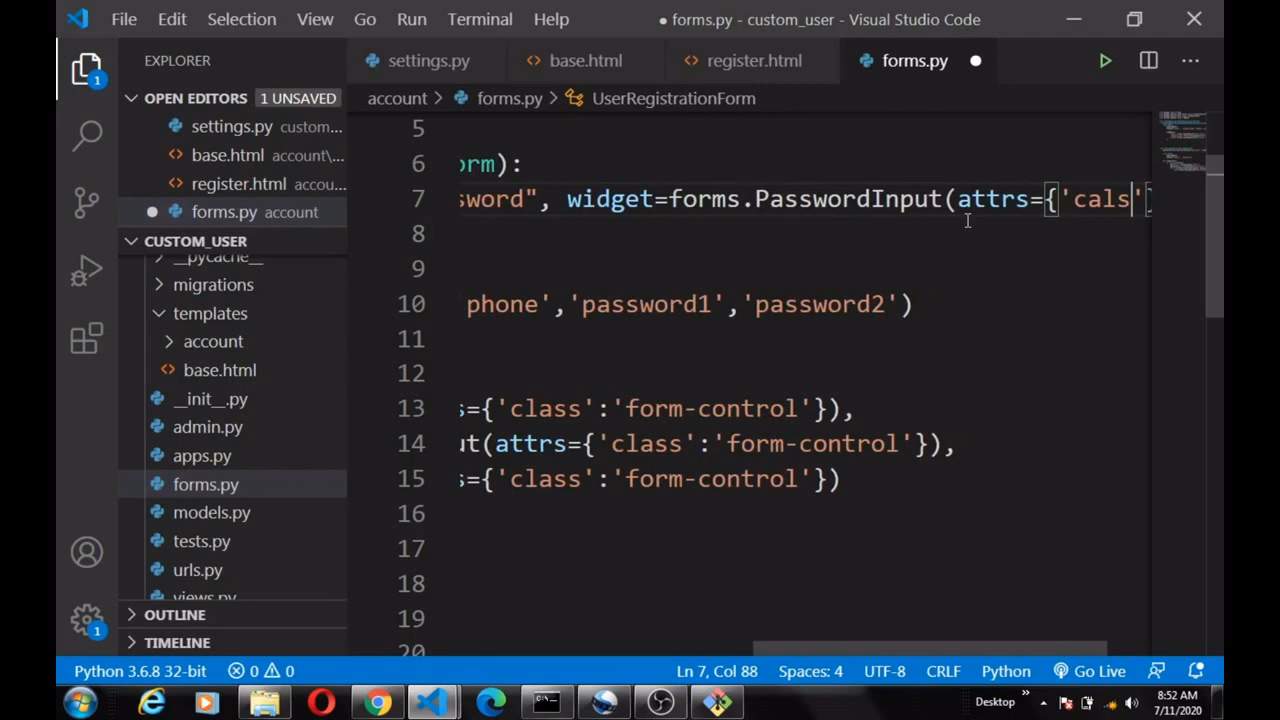 File Edit Selection View Go Run Terminal Help
● forms.py - custom_user - Visual Studio Code
EXPLORER
settings.py
base.html
register.html
forms.py
OPEN EDITORS 1 UNSAVED
settings.py custom...
base.html account\...
register.html accou...
forms.py account
CUSTOM_USER
__pycache__
migrations
templates
account
base.html
__init__.py
admin.py
apps.py
forms.py
models.py
tests.py
urls.py
views.py
OUTLINE
TIMELINE
account > forms.py > UserRegistrationForm
5
6 orm):
7 sword", widget=forms.PasswordInput(attrs={'cals'}
8
9
10 phone','password1','password2')
11
12
13 s={'class':'form-control'}),
14 ut(attrs={'class':'form-control'}),
15 s={'class':'form-control'})
16
17
18
19
20
1
1
Python 3.6.8 32-bit 0 0 Ln 7, Col 88 Spaces: 4 UTF-8 CRLF Python Go Live
Desktop
8:52 AM
7/11/2020